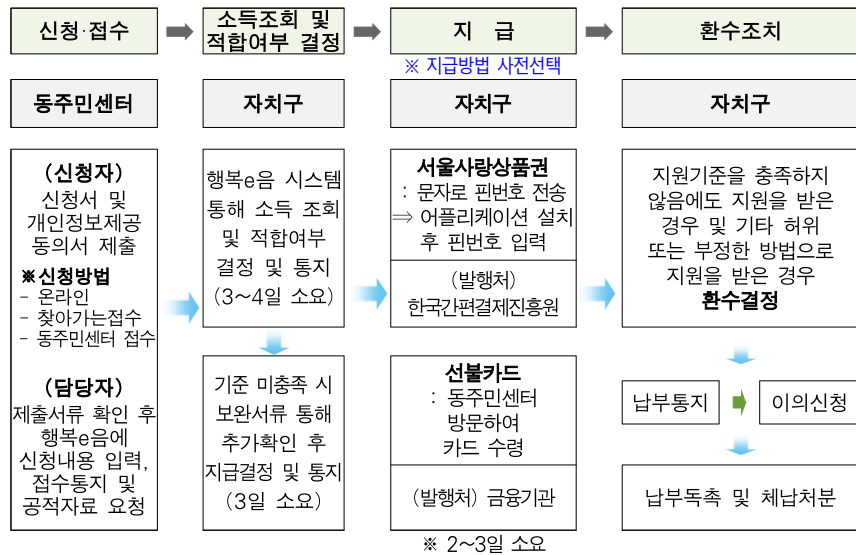 신청·접수
소득조회 및
적합여부 결정
지 급
환수조치
※ 지급방법 사전선택
동주민센터
자치구
자치구
자치구
(신청자)
신청서 및
개인정보제공
동의서 제출
※신청방법
- 온라인
- 찾아가는접수
- 동주민센터 접수
(담당자)
제출서류 확인 후
행복e음에
신청내용 입력,
접수통지 및
공적자료 요청
행복e음 시스템
통해 소득 조회
및 적합여부
결정 및 통지
(3~4일 소요)
기준 미충족 시
보완서류 통해
추가확인 후
지급결정 및 통지
(3일 소요)
서울사랑상품권
: 문자로 핀번호 전송
⇒ 어플리케이션 설치
후 핀번호 입력
(발행처)
한국간편결제진흥원
선불카드
: 동주민센터
방문하여
카드 수령
(발행처) 금융기관
※ 2~3일 소요
지원기준을 충족하지
않음에도 지원을 받은
경우 및 기타 허위
또는 부정한 방법으로
지원을 받은 경우
환수결정
납부통지
이의신청
납부독촉 및 체납처분